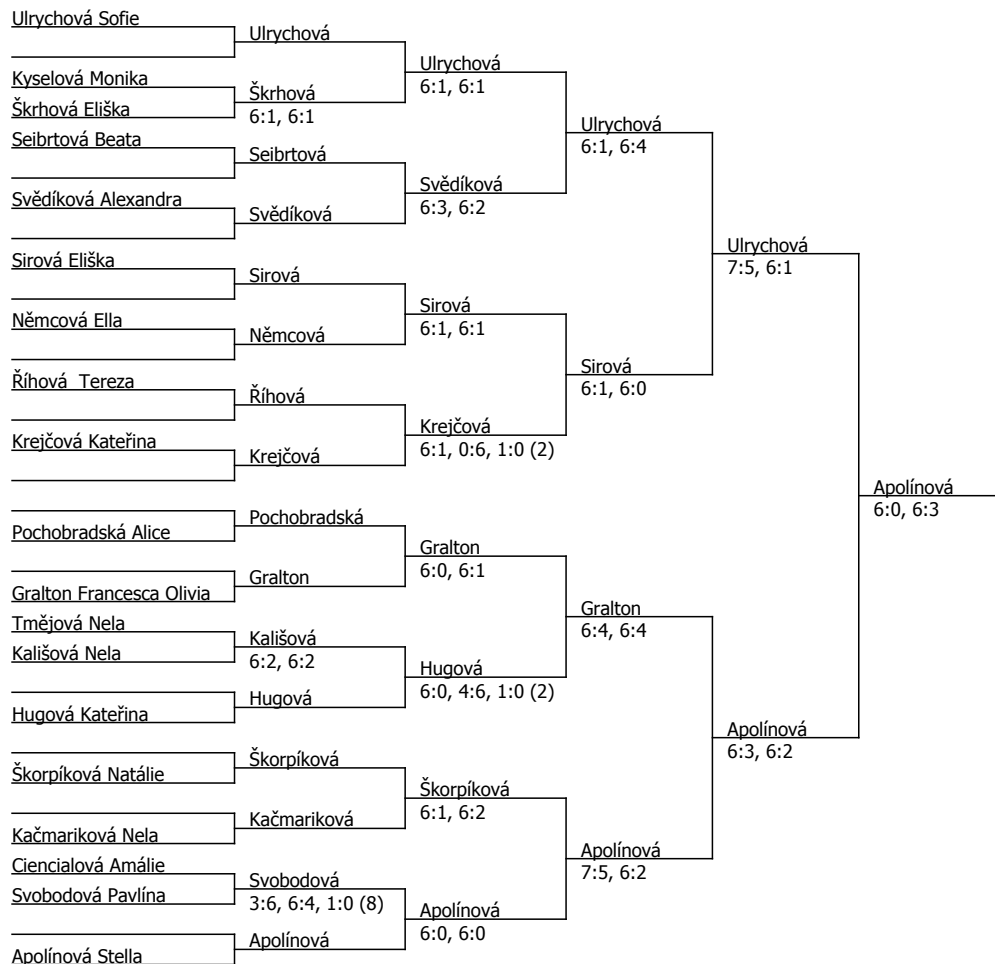 Ulrychová Sofie
Kyselová Monika
Škrhová Eliška
Seibrtová Beata
Svědíková Alexandra
Sirová Eliška
Němcová Ella
Říhová  Tereza
Krejčová Kateřina
Pochobradská Alice
Gralton Francesca Olivia
Tmějová Nela
Kališová Nela
Hugová Kateřina
Škorpíková Natálie
Kačmariková Nela
Ciencialová Amálie
Svobodová Pavlína
Apolínová Stella
Ulrychová
Škrhová
6:1, 6:1
Seibrtová
Svědíková
Sirová
Němcová
Říhová
Krejčová
Pochobradská
Gralton
Kališová
6:2, 6:2
Hugová
Škorpíková
Kačmariková
Svobodová
3:6, 6:4, 1:0 (8)
Apolínová
Ulrychová
6:1, 6:1
Svědíková
6:3, 6:2
Sirová
6:1, 6:1
Krejčová
6:1, 0:6, 1:0 (2)
Gralton
6:0, 6:1
Hugová
6:0, 4:6, 1:0 (2)
Škorpíková
6:1, 6:2
Apolínová
6:0, 6:0
Ulrychová
6:1, 6:4
Sirová
6:1, 6:0
Gralton
6:4, 6:4
Apolínová
7:5, 6:2
Ulrychová
7:5, 6:1
Apolínová
6:3, 6:2
Apolínová
6:0, 6:3